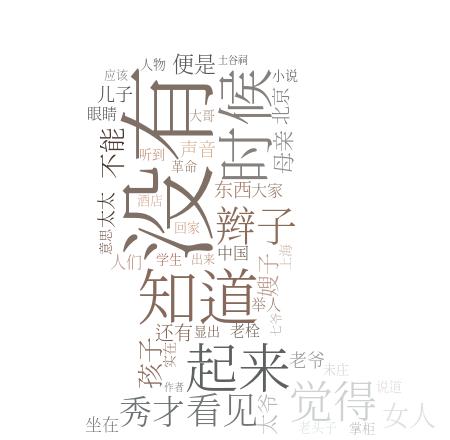 人物
便是
土谷祠
应该
没有
时候
小说
儿子
北京
眼睛
大哥
不能
声音
母亲
听到
革命
东西
大家
酒店
太太
辫子
回家
意思
中国
人们
学生
出来
嫂子
上海
知道
举人
七爷
还有
显出
老栓
孩子
实在
起来
老爷
未庄
作者
觉得
说道
秀才
看见
太爷
女人
坐在
老头子
掌柜